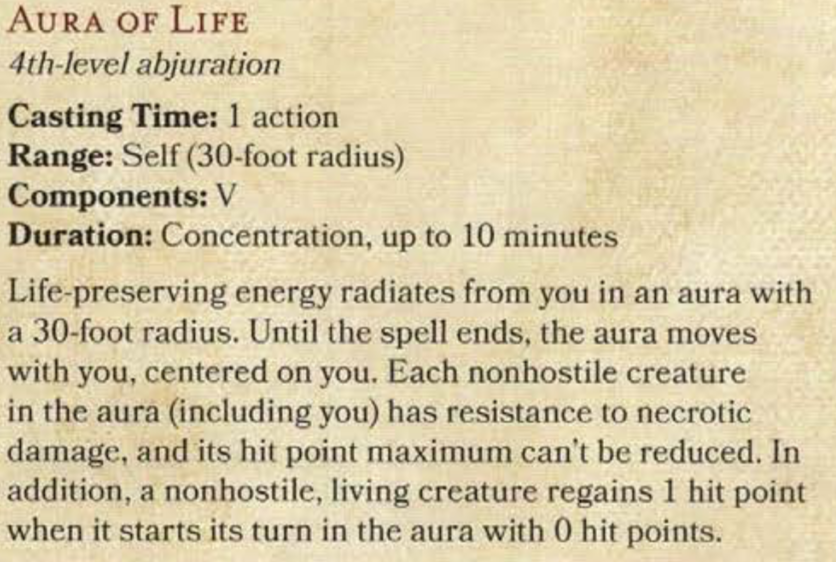 AURA OF LIFE
4th-level abjuration
Casting Time: 1 action
Range: Self (30-foot radius)
Components: V
Duration: Concentration, up to 10 minutes
Life-preserving energy radiates from you in an aura with
a 30-foot radius. Until the spell ends, the aura moves
with you, centered on you. Each nonhostile creature
in the aura (including you) has resistance to necrotic
damage, and its hit point maximum can't be reduced. In
addition, a nonhostile, living creature regains 1 hit point
when it starts its turn in the aura with 0 hit points.